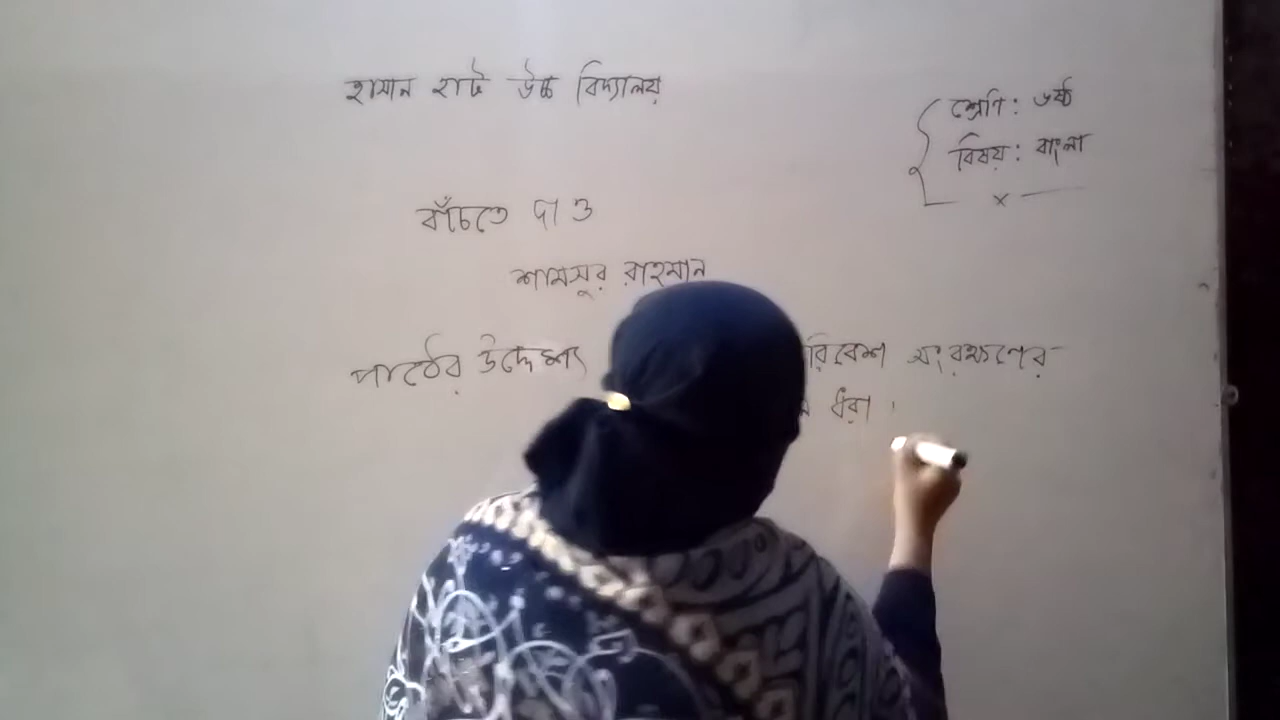 হাসান হাট উচ্চ বিদ্যালয়
শ্রেণি : ৬ষ্ঠ
বিষয় : বাংলা
বাঁচতে দাও
শামসুর রাহমান
পাঠের উদ্দেশ্য
সংরক্ষণের
ধরা ।